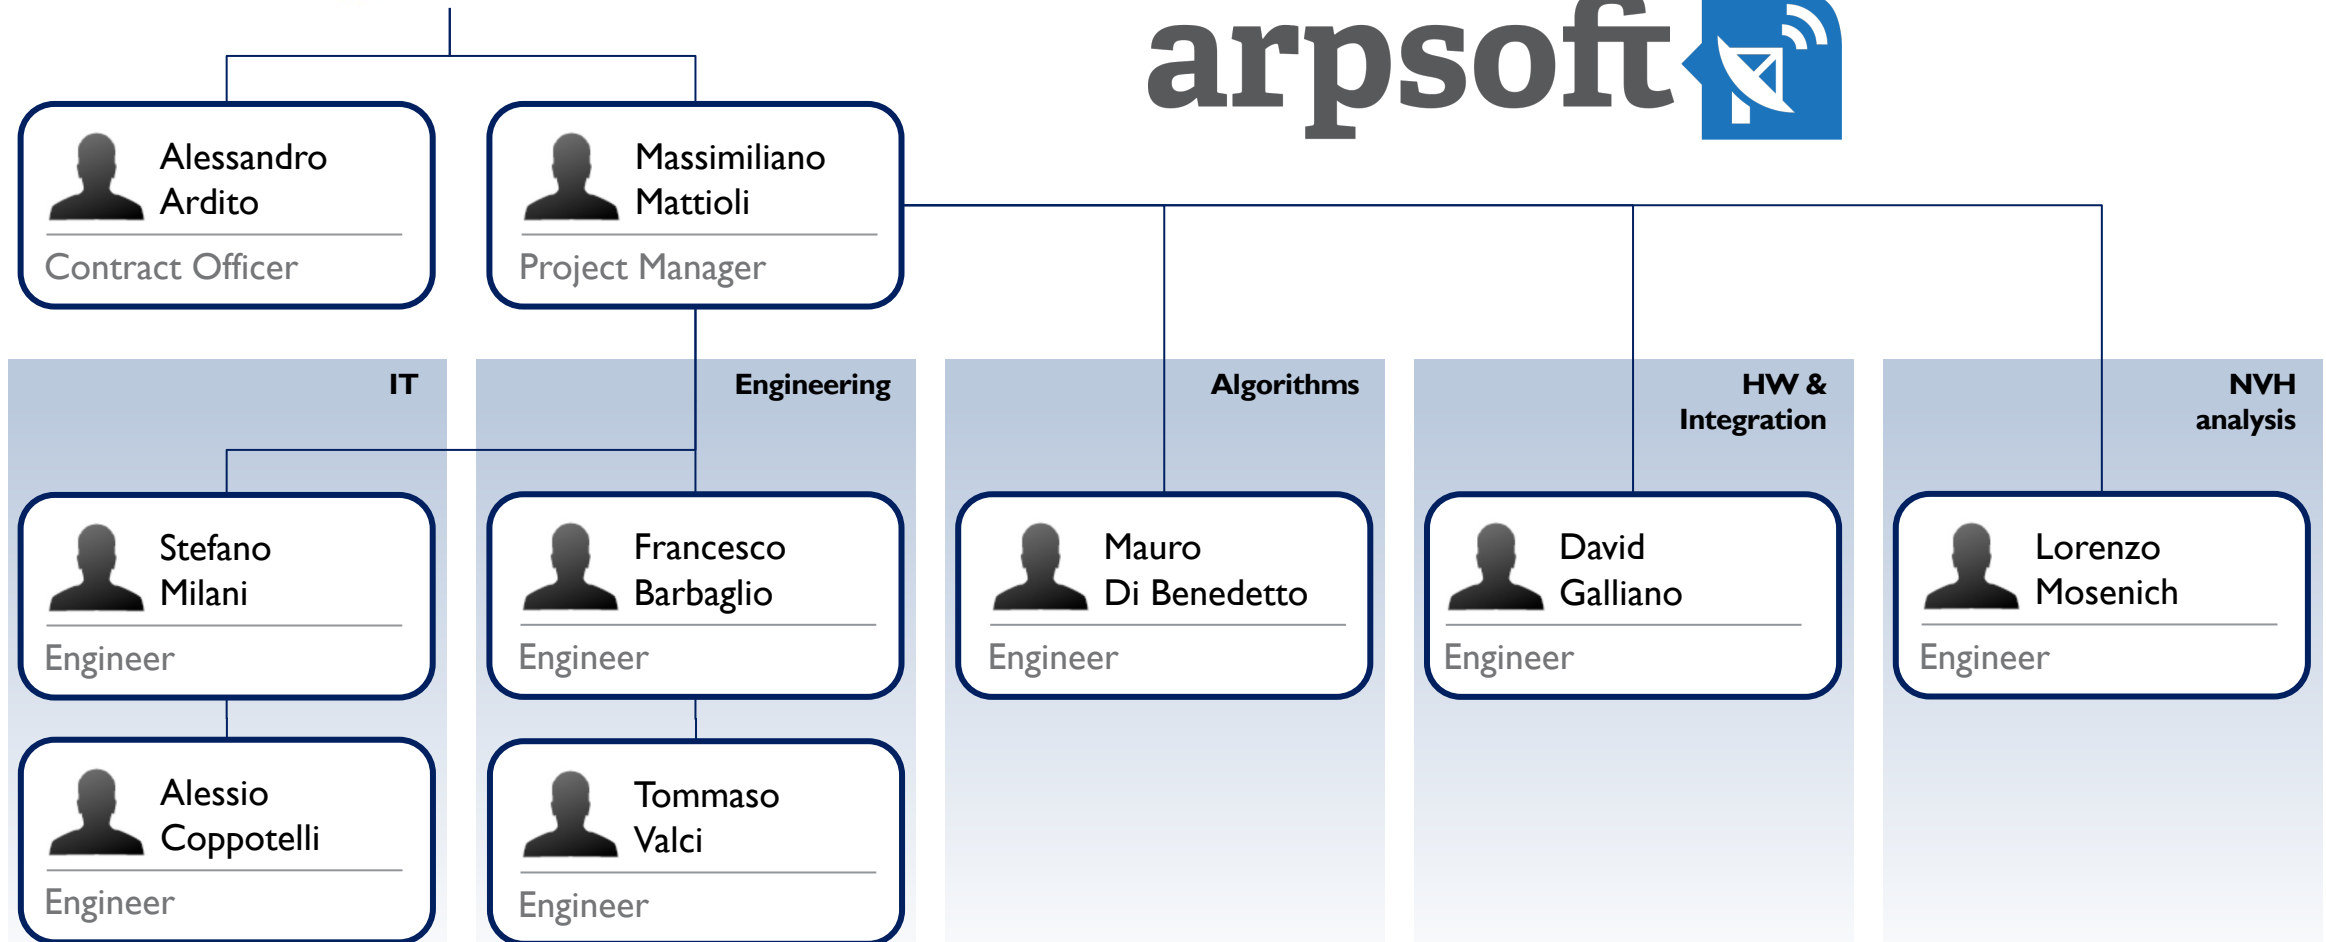 arpsoft
Alessandro
Ardito
Contract Officer
Massimiliano
Mattioli
Project Manager
IT
Engineering
Algorithms
HW &
Integration
NVH
analysis
Stefano
Milani
Engineer
Francesco
Barbaglio
Engineer
Mauro
Di Benedetto
Engineer
David
Galliano
Engineer
Lorenzo
Mosenich
Engineer
Alessio
Coppotelli
Engineer
Tommaso
Valci
Engineer